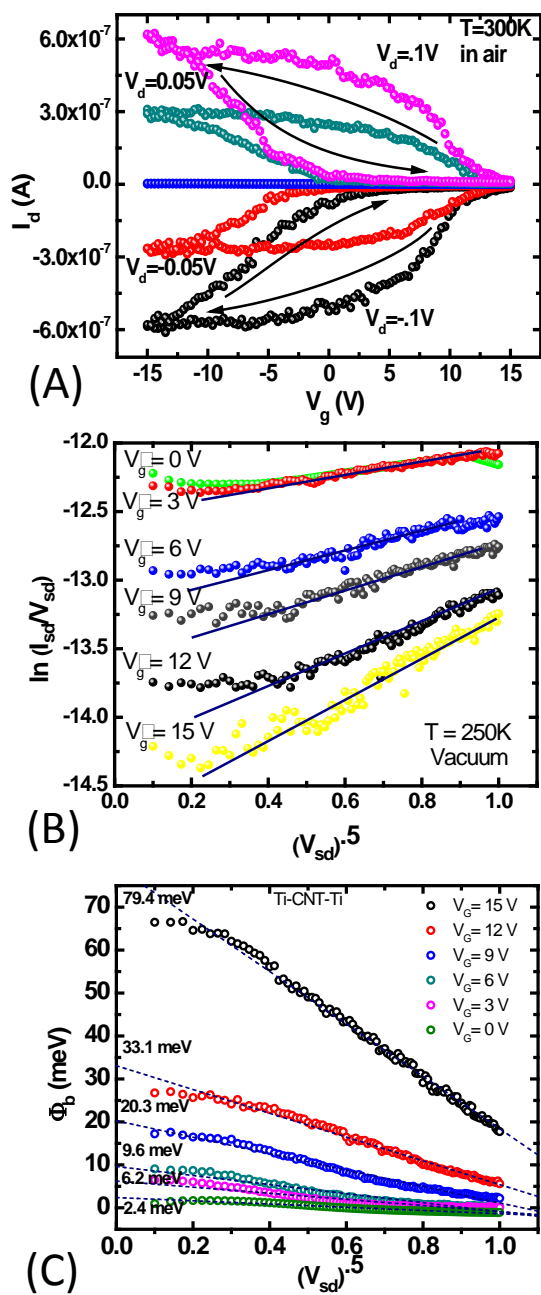 6.0x10⁻⁷
3.0x10⁻⁷
0.0
-3.0x10⁻⁷
-6.0x10⁻⁷
I_d (A)
T=300K
in air
V_d=.1V
V_d=0.05V
V_d=-0.05V
V_d=-.1V
-15 -10 -5 0 5 10 15
V_g (V)
(A)
-12.0
-12.5
-13.0
-13.5
-14.0
-14.5
ln (I_sd/V_sd)
V_g□= 0 V
V_g□= 3 V
V_g□= 6 V
V_g□= 9 V
V_g□= 12 V
V_g□= 15 V
T = 250K
Vacuum
0.0 0.2 0.4 0.6 0.8 1.0
(V_sd)^.5
(B)
70
60
50
40
30
20
10
0
Φ_b (meV)
Ti-CNT-Ti
79.4 meV
33.1 meV
20.3 meV
9.6 meV
6.2 meV
2.4 meV
V_G= 15 V
V_G= 12 V
V_G= 9 V
V_G= 6 V
V_G= 3 V
V_G= 0 V
0.0 0.2 0.4 0.6 0.8 1.0
(V_sd)^.5
(C)